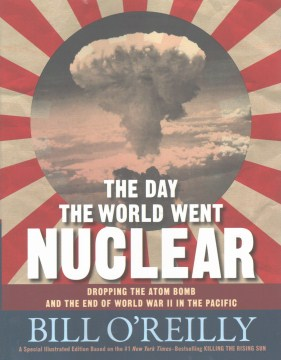 THE DAY
THE WORLD WENT
NUCLEAR
DROPPING THE ATOM BOMB
AND THE END OF WORLD WAR II IN THE PACIFIC
BILL O'REILLY
A Special Illustrated Edition Based on the #1 New York Times-Bestselling KILLING THE RISING SUN